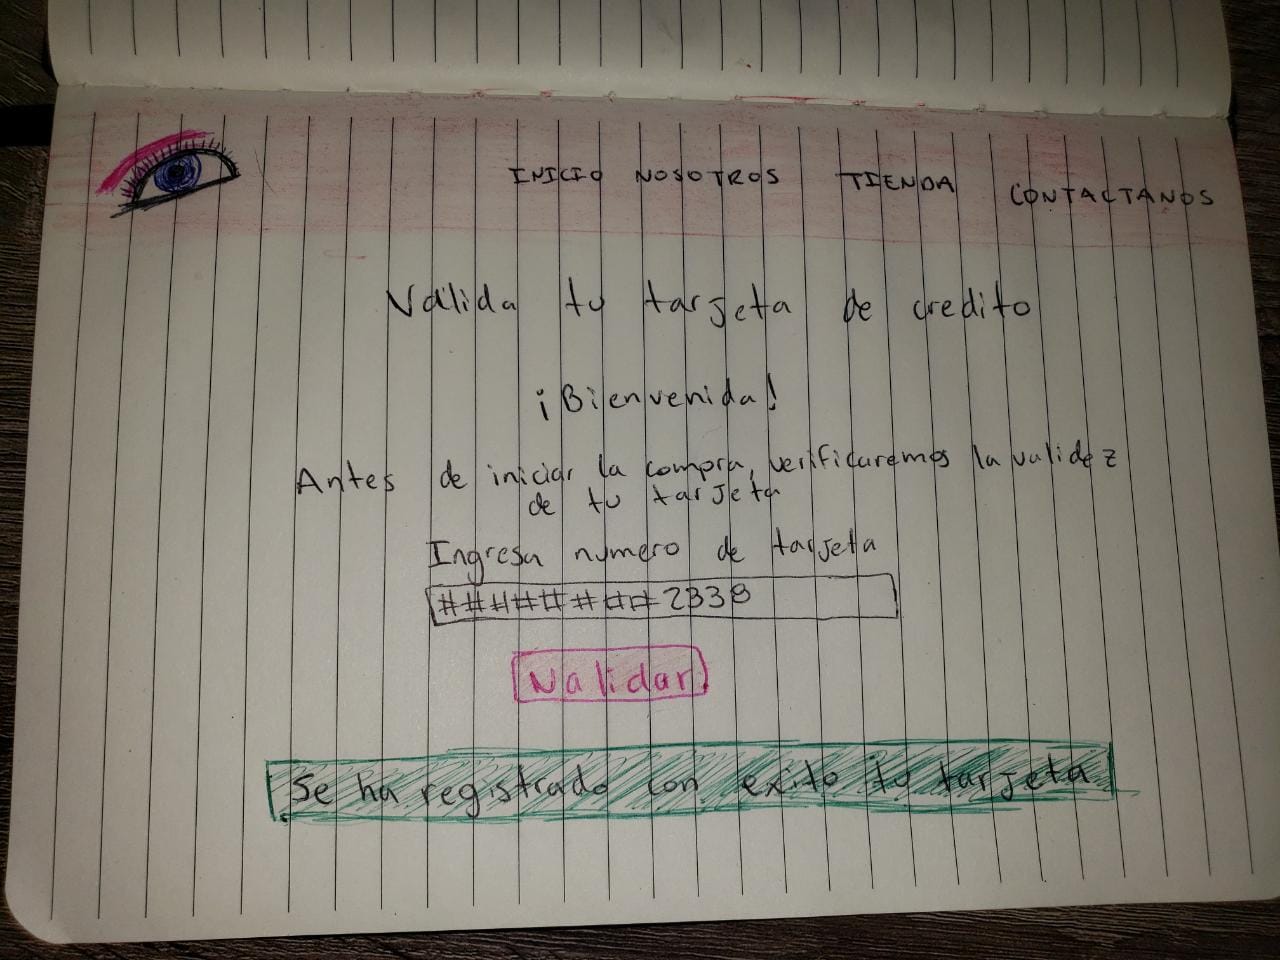 INICIO NOSOTROS TIENDA CONTACTANOS
Valida tu tarjeta de credito
¡Bienvenida!
Antes de iniciar la compra, verificaremos la validez
de tu tarjeta
Ingresa numero de tarjeta
#########2338
Validar
Se ha registrado con exito tu tarjeta